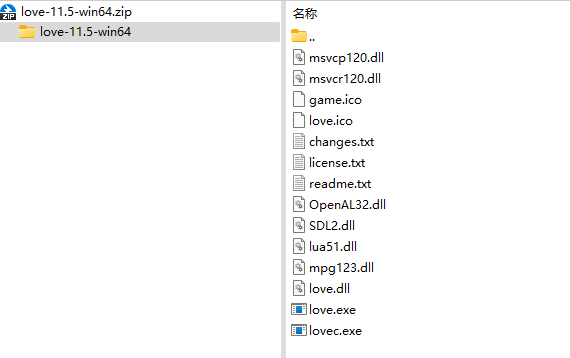 love-11.5-win64.zip
love-11.5-win64
名称
..
msvcp120.dll
msvcr120.dll
game.ico
love.ico
changes.txt
license.txt
readme.txt
OpenAL32.dll
SDL2.dll
lua51.dll
mpg123.dll
love.dll
love.exe
lovec.exe